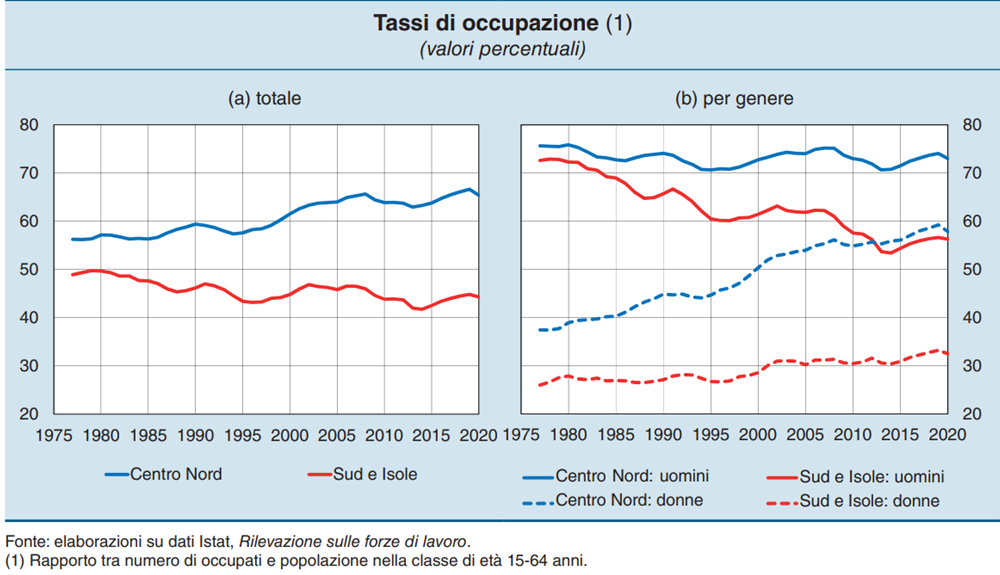 Tassi di occupazione (1)
(valori percentuali)
(a) totale
80
70
60
50
40
30
20
1975 1980 1985 1990 1995 2000 2005 2010 2015 2020
Centro Nord
Sud e Isole
(b) per genere
80
70
60
50
40
30
20
1975 1980 1985 1990 1995 2000 2005 2010 2015 2020
Centro Nord: uomini
Sud e Isole: uomini
Centro Nord: donne
Sud e Isole: donne
Fonte: elaborazioni su dati Istat, Rilevazione sulle forze di lavoro.
(1) Rapporto tra numero di occupati e popolazione nella classe di età 15-64 anni.